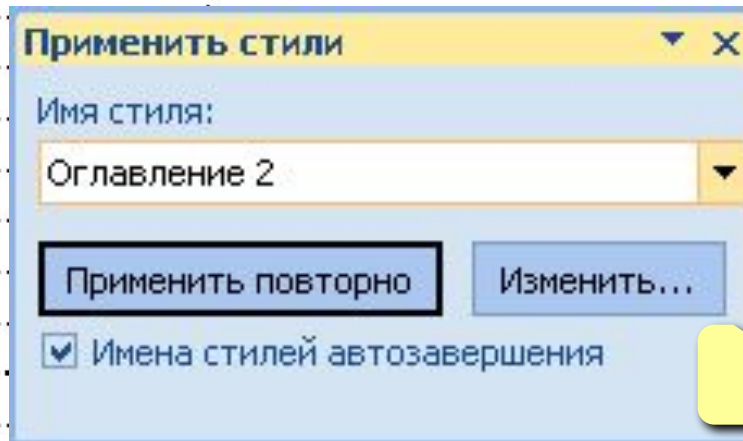 Применить стили
Имя стиля:
Оглавление 2
Применить повторно Изменить...
Имена стилей автозавершения